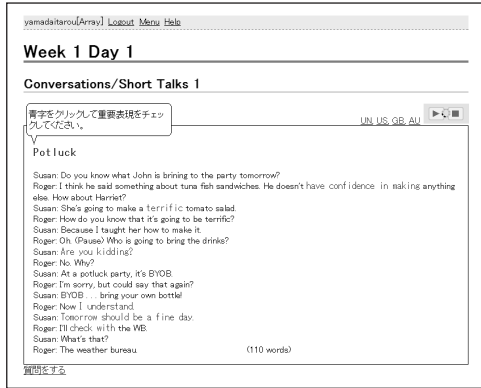 yamadaitarou[Array] Logout Menu Help
Week 1 Day 1
Conversations/Short Talks 1
青字をクリックして重要表現をチェッ
クしてください。
UN, US, GB, AU
Potluck
Susan: Do you know what John is brining to the party tomorrow?
Roger: I think he said something about tuna fish sandwiches. He doesn't have confidence in making anything
else. How about Harriet?
Susan: She's going to make a terrific tomato salad.
Roger: How do you know that it's going to be terrific?
Susan: Because I taught her how to make it.
Roger: Oh. (Pause) Who is going to bring the drinks?
Susan: Are you kidding?
Roger: No. Why?
Susan: At a potluck party, it's BYOB.
Roger: I'm sorry, but could say that again?
Susan: BYOB . . . bring your own bottle!
Roger: Now I understand.
Susan: Tomorrow should be a fine day.
Roger: I'll check with the WB.
Susan: What's that?
Roger: The weather bureau. (110 words)
質問をする